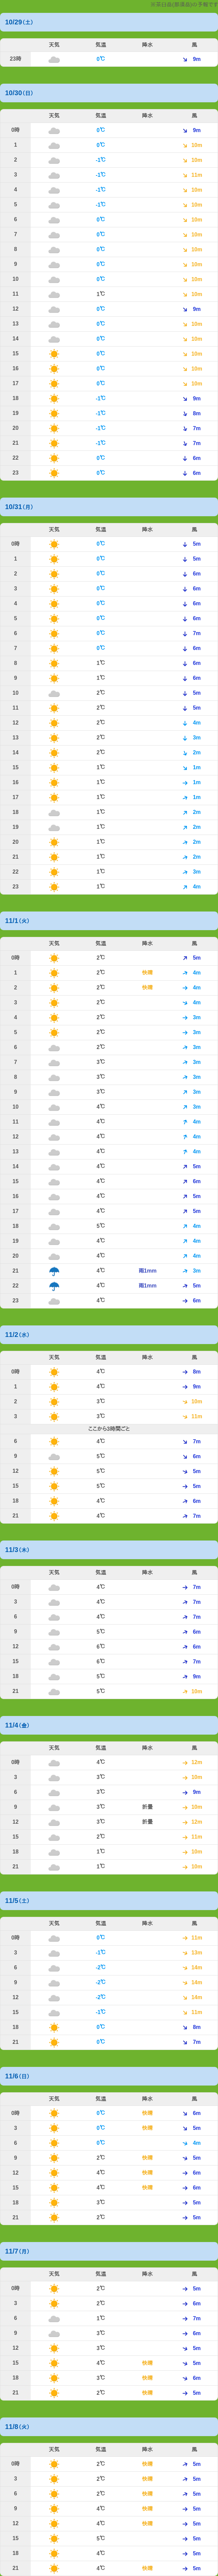 ※茶臼岳(那須岳)の予報です
10/29(土)
天気 気温 降水 風
23時 0℃ 9m
10/30(日)
天気 気温 降水 風
0時 0℃ 9m
1 0℃ 10m
2 -1℃ 10m
3 -1℃ 11m
4 -1℃ 10m
5 -1℃ 10m
6 0℃ 10m
7 0℃ 10m
8 0℃ 10m
9 0℃ 10m
10 0℃ 10m
11 1℃ 10m
12 0℃ 9m
13 0℃ 10m
14 0℃ 10m
15 0℃ 10m
16 0℃ 10m
17 0℃ 10m
18 -1℃ 9m
19 -1℃ 8m
20 -1℃ 7m
21 -1℃ 7m
22 0℃ 6m
23 0℃ 6m
10/31(月)
天気 気温 降水 風
0時 0℃ 5m
1 0℃ 5m
2 0℃ 6m
3 0℃ 6m
4 0℃ 6m
5 0℃ 6m
6 0℃ 7m
7 0℃ 6m
8 1℃ 6m
9 1℃ 6m
10 2℃ 5m
11 2℃ 5m
12 2℃ 4m
13 2℃ 3m
14 2℃ 2m
15 1℃ 1m
16 1℃ 1m
17 1℃ 1m
18 1℃ 2m
19 1℃ 2m
20 1℃ 2m
21 1℃ 2m
22 1℃ 3m
23 1℃ 4m
11/1(火)
天気 気温 降水 風
0時 2℃ 5m
1 2℃ 快晴 4m
2 2℃ 快晴 4m
3 2℃ 4m
4 2℃ 3m
5 2℃ 3m
6 2℃ 3m
7 3℃ 3m
8 3℃ 3m
9 3℃ 3m
10 4℃ 3m
11 4℃ 4m
12 4℃ 4m
13 4℃ 4m
14 4℃ 5m
15 4℃ 6m
16 4℃ 5m
17 4℃ 5m
18 5℃ 4m
19 4℃ 4m
20 4℃ 4m
21 4℃ 雨1mm 3m
22 4℃ 雨1mm 5m
23 4℃ 6m
11/2(水)
天気 気温 降水 風
0時 4℃ 8m
1 4℃ 9m
2 3℃ 10m
3 3℃ 11m
ここから3時間ごと
6 4℃ 7m
9 5℃ 6m
12 5℃ 5m
15 5℃ 5m
18 4℃ 6m
21 4℃ 7m
11/3(木)
天気 気温 降水 風
0時 4℃ 7m
3 4℃ 7m
6 4℃ 7m
9 5℃ 6m
12 6℃ 6m
15 6℃ 7m
18 5℃ 9m
21 5℃ 10m
11/4(金)
天気 気温 降水 風
0時 4℃ 12m
3 3℃ 10m
6 3℃ 9m
9 3℃ 折曇 10m
12 3℃ 折曇 12m
15 2℃ 11m
18 1℃ 10m
21 1℃ 10m
11/5(土)
天気 気温 降水 風
0時 0℃ 11m
3 -1℃ 13m
6 -2℃ 14m
9 -2℃ 14m
12 -2℃ 14m
15 -1℃ 11m
18 0℃ 8m
21 0℃ 7m
11/6(日)
天気 気温 降水 風
0時 0℃ 快晴 6m
3 0℃ 快晴 5m
6 0℃ 4m
9 2℃ 快晴 5m
12 4℃ 快晴 6m
15 4℃ 快晴 6m
18 3℃ 5m
21 2℃ 5m
11/7(月)
天気 気温 降水 風
0時 2℃ 5m
3 2℃ 6m
6 1℃ 7m
9 3℃ 6m
12 3℃ 5m
15 4℃ 快晴 5m
18 3℃ 快晴 6m
21 3℃ 快晴 5m
11/8(火)
天気 気温 降水 風
0時 2℃ 快晴 5m
3 2℃ 快晴 5m
6 2℃ 快晴 5m
9 4℃ 快晴 5m
12 4℃ 快晴 5m
15 5℃ 5m
18 4℃ 5m
21 4℃ 快晴 5m